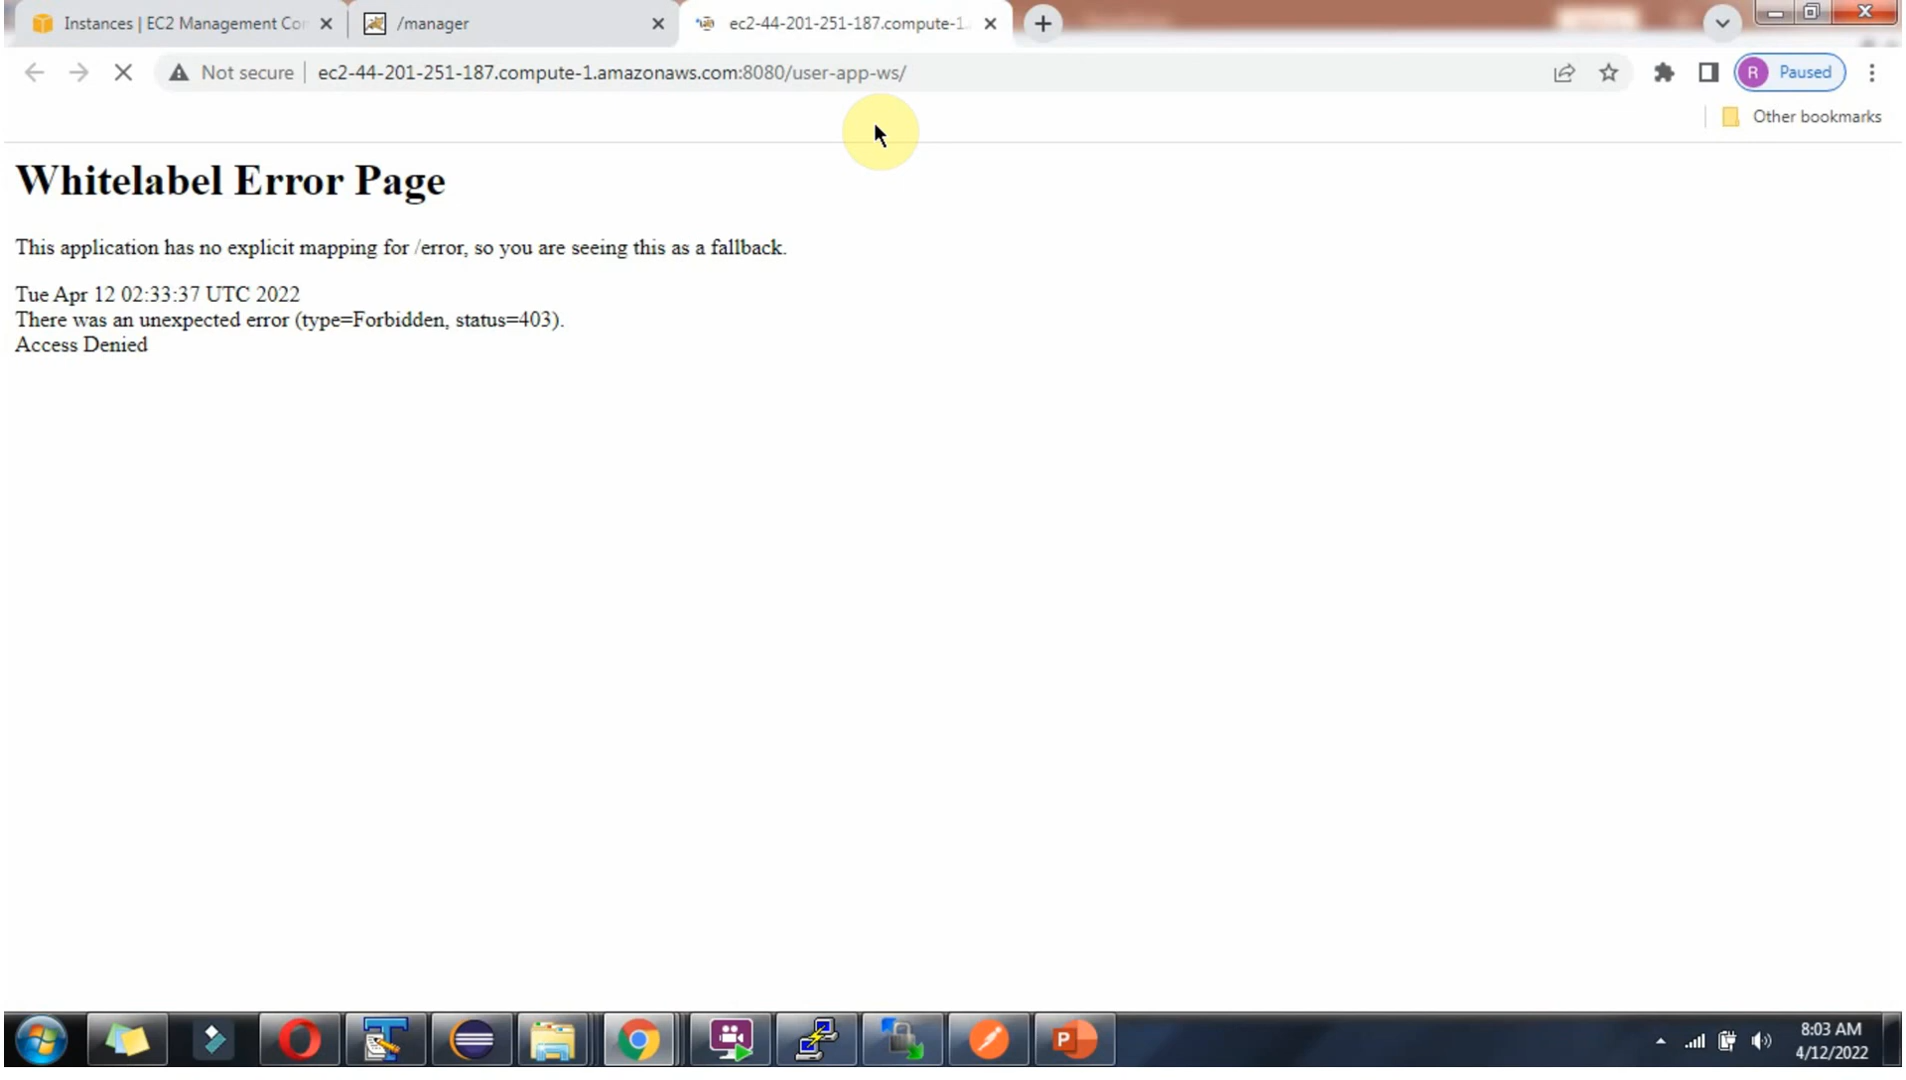 Instances | EC2 Management Cor
/manager
ec2-44-201-251-187.compute-1.
Not secure
ec2-44-201-251-187.compute-1.amazonaws.com:8080/user-app-ws/
R
Paused
Other bookmarks
Whitelabel Error Page
This application has no explicit mapping for /error, so you are seeing this as a fallback.
Tue Apr 12 02:33:37 UTC 2022
There was an unexpected error (type=Forbidden, status=403).
Access Denied
P
8:03 AM
4/12/2022